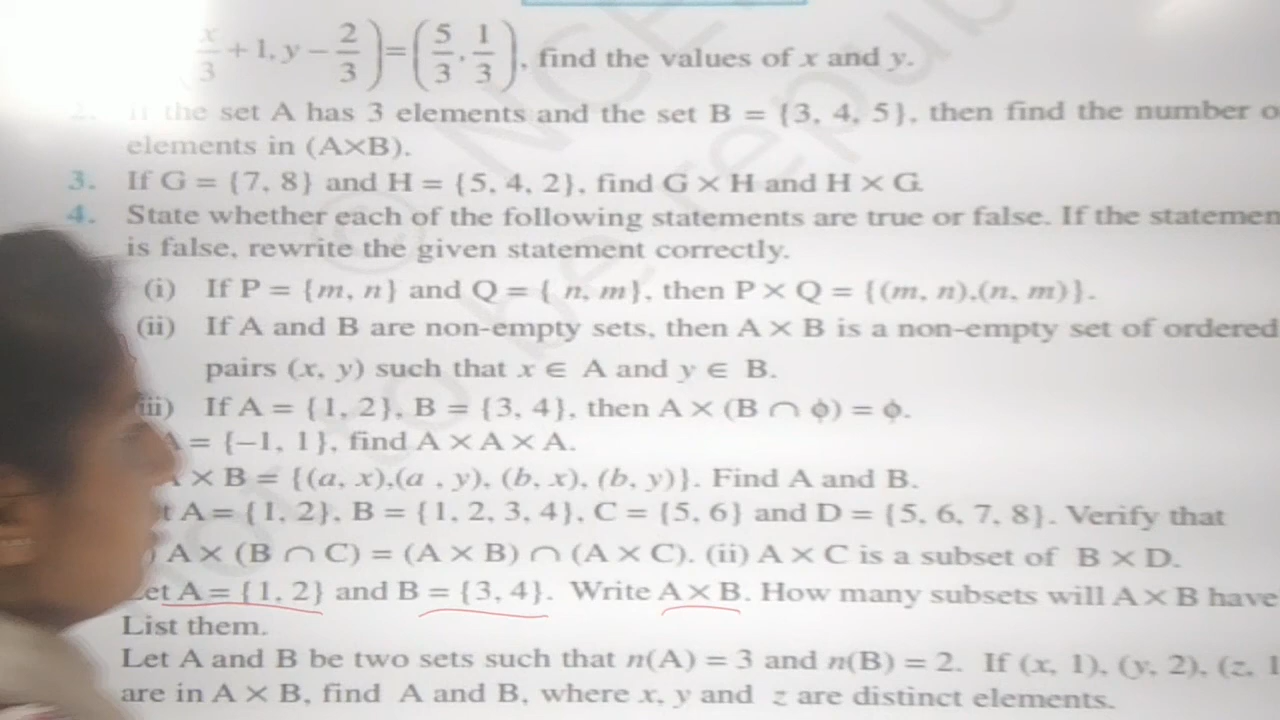 x/3 + 1, y − 2/3) = (5/3, 1/3), find the values of x and y.
2. If the set A has 3 elements and the set B = {3, 4, 5}, then find the number o
elements in (A×B).
3. If G = {7, 8} and H = {5, 4, 2}, find G × H and H × G
4. State whether each of the following statements are true or false. If the statemen
is false, rewrite the given statement correctly.
(i) If P = {m, n} and Q = { n, m}, then P × Q = {(m, n),(n, m)}.
(ii) If A and B are non-empty sets, then A × B is a non-empty set of ordered
pairs (x, y) such that x ∈ A and y ∈ B.
iii) If A = {1, 2}, B = {3, 4}, then A × (B ∩ ϕ) = ϕ.
A = {−1, 1}, find A × A × A.
× B = {(a, x),(a , y), (b, x), (b, y)}. Find A and B.
t A = {1, 2}, B = {1, 2, 3, 4}, C = {5, 6} and D = {5, 6, 7, 8}. Verify that
) A × (B ∩ C) = (A × B) ∩ (A × C). (ii) A × C is a subset of B × D.
Let A = {1, 2} and B = {3, 4}. Write A × B. How many subsets will A × B have
List them.
Let A and B be two sets such that n(A) = 3 and n(B) = 2. If (x, 1), (y, 2), (z, 1
are in A × B, find A and B, where x, y and z are distinct elements.